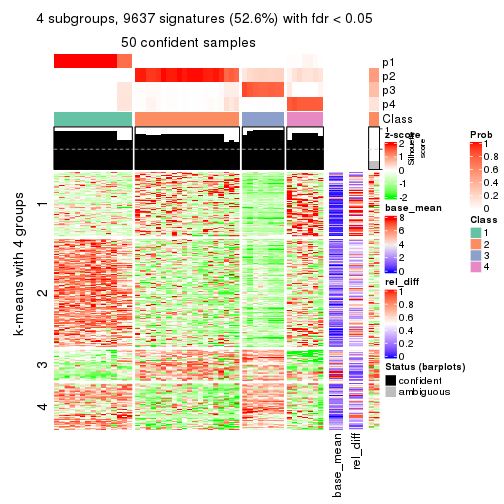 4 subgroups, 9637 signatures (52.6%) with fdr < 0.05
50 confident samples
p1
p2
p3
p4
Class
1
Silhouette
score
k-means with 4 groups
1
2
3
4
base_mean
rel_diff
z-score
2
1
0
-1
-2
base_mean
8
6
4
2
0
rel_diff
1
0.8
0.6
0.4
0.2
0
Status (barplots)
confident
ambiguous
Prob
1
0.8
0.6
0.4
0.2
0
Class
1
2
3
4